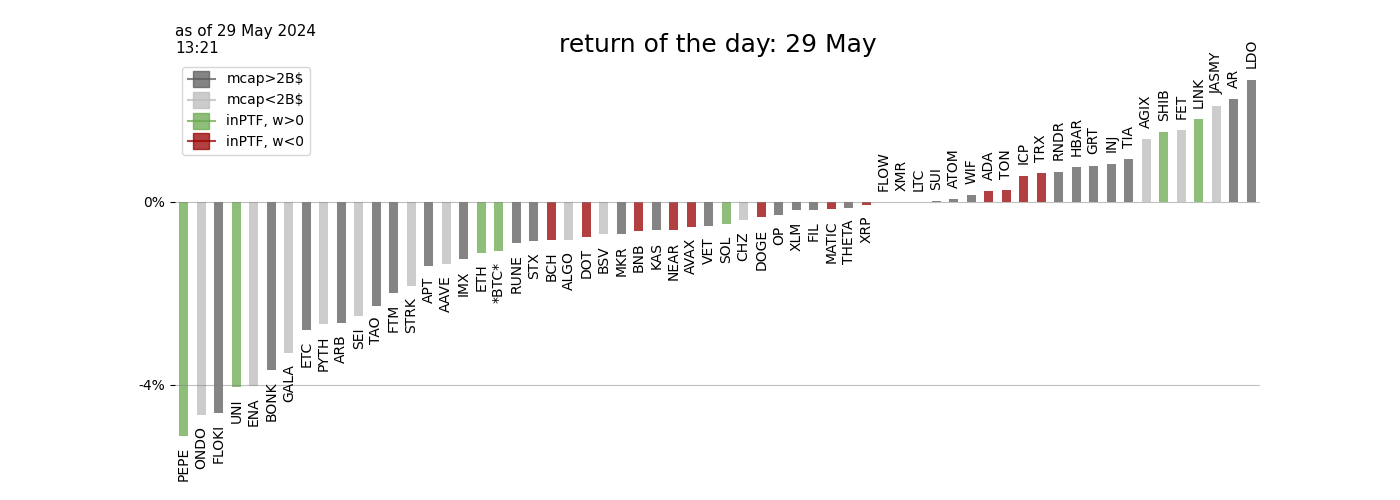 as of 29 May 2024
13:21
return of the day: 29 May
mcap>2B$
mcap<2B$
inPTF, w>0
inPTF, w<0
0%
-4%
PEPE
ONDO
FLOKI
UNI
ENA
BONK
GALA
ETC
PYTH
ARB
SEI
TAO
FTM
STRK
APT
AAVE
IMX
ETH
*BTC*
RUNE
STX
BCH
ALGO
DOT
BSV
MKR
BNB
KAS
NEAR
AVAX
VET
SOL
CHZ
DOGE
OP
XLM
FIL
MATIC
THETA
XRP
FLOW
XMR
LTC
SUI
ATOM
WIF
ADA
TON
ICP
TRX
RNDR
HBAR
GRT
INJ
TIA
AGIX
SHIB
FET
LINK
JASMY
AR
LDO